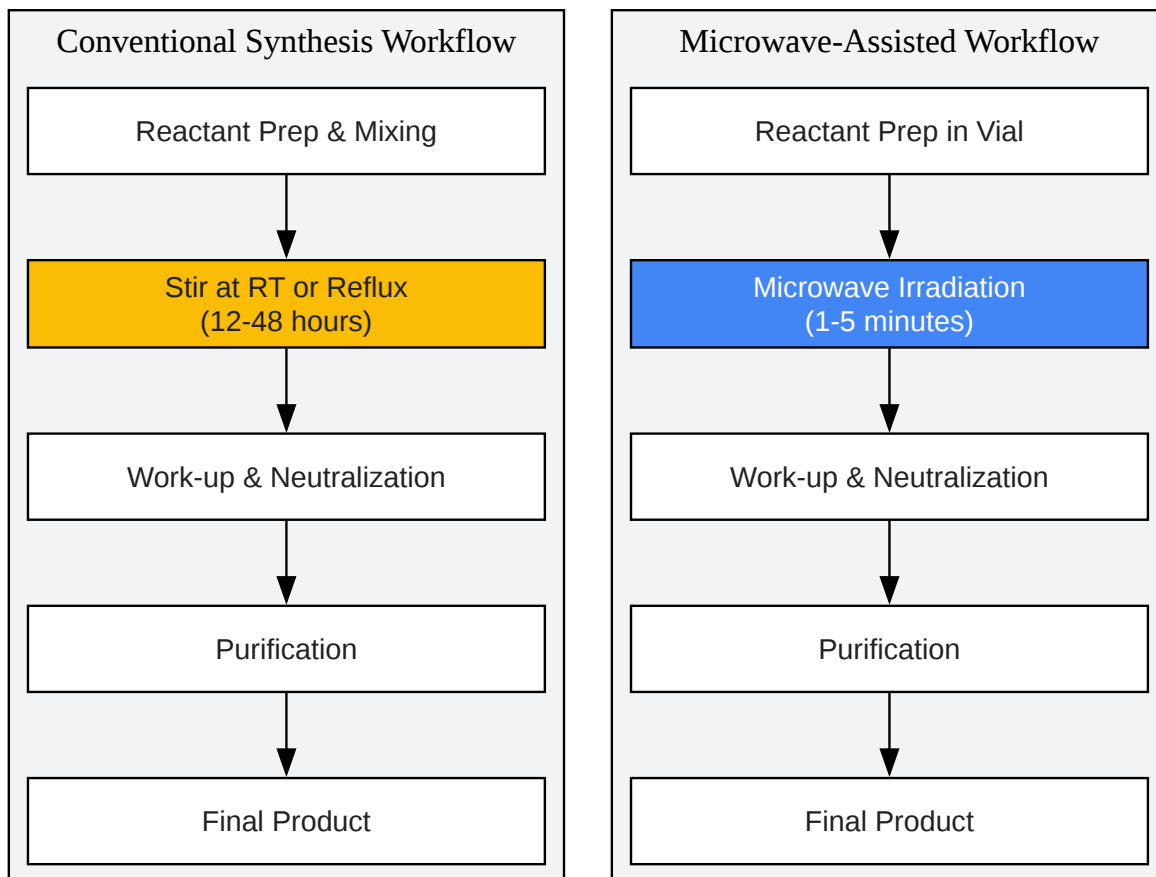 Conventional Synthesis Workflow
Reactant Prep & Mixing
Stir at RT or Reflux
(12-48 hours)
Work-up & Neutralization
Purification
Final Product
Microwave-Assisted Workflow
Reactant Prep in Vial
Microwave Irradiation
(1-5 minutes)
Work-up & Neutralization
Purification
Final Product